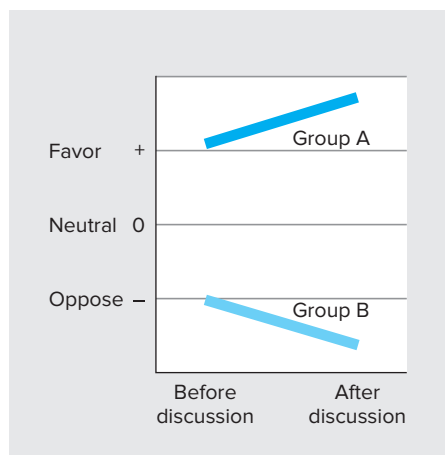 Group A
Favor +
Neutral 0
Oppose –
Group B
Before discussion
After discussion